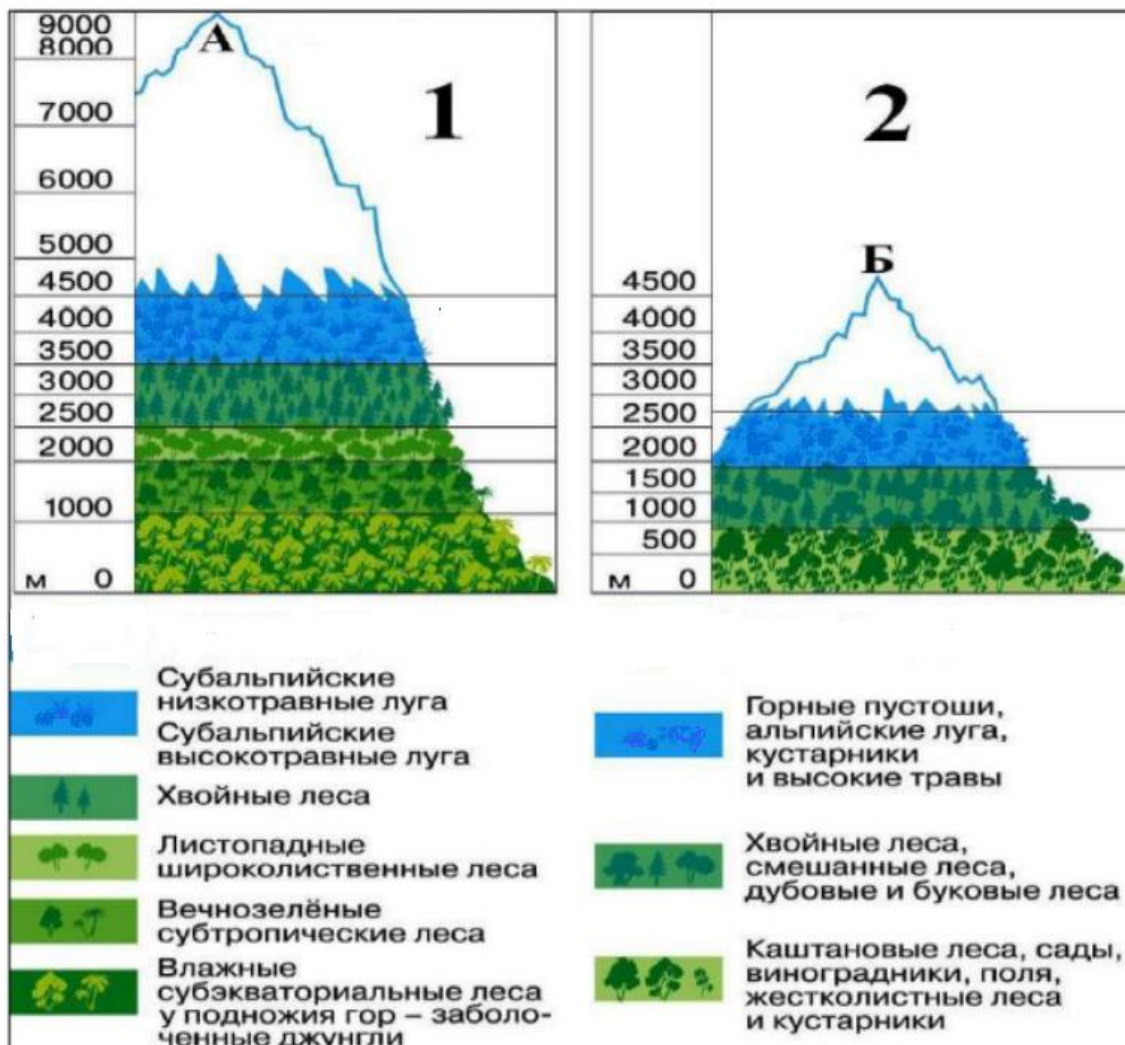 9000
8000
7000
6000
5000
4500
4000
3500
3000
2500
2000
1000
м 0
А
1
4500
4000
3500
3000
2500
2000
1500
1000
500
м 0
Б
2
Субальпийские
низкотравные луга
Субальпийские
высокотравные луга
Хвойные леса
Листопадные
широколиственные леса
Вечнозелёные
субтропические леса
Влажные
субэкваториальные леса
у подножия гор – заболо-
ченные джунгли
Горные пустоши,
альпийские луга,
кустарники
и высокие травы
Хвойные леса,
смешанные леса,
дубовые и буковые леса
Каштановые леса, сады,
виноградники, поля,
жестколистные леса
и кустарники